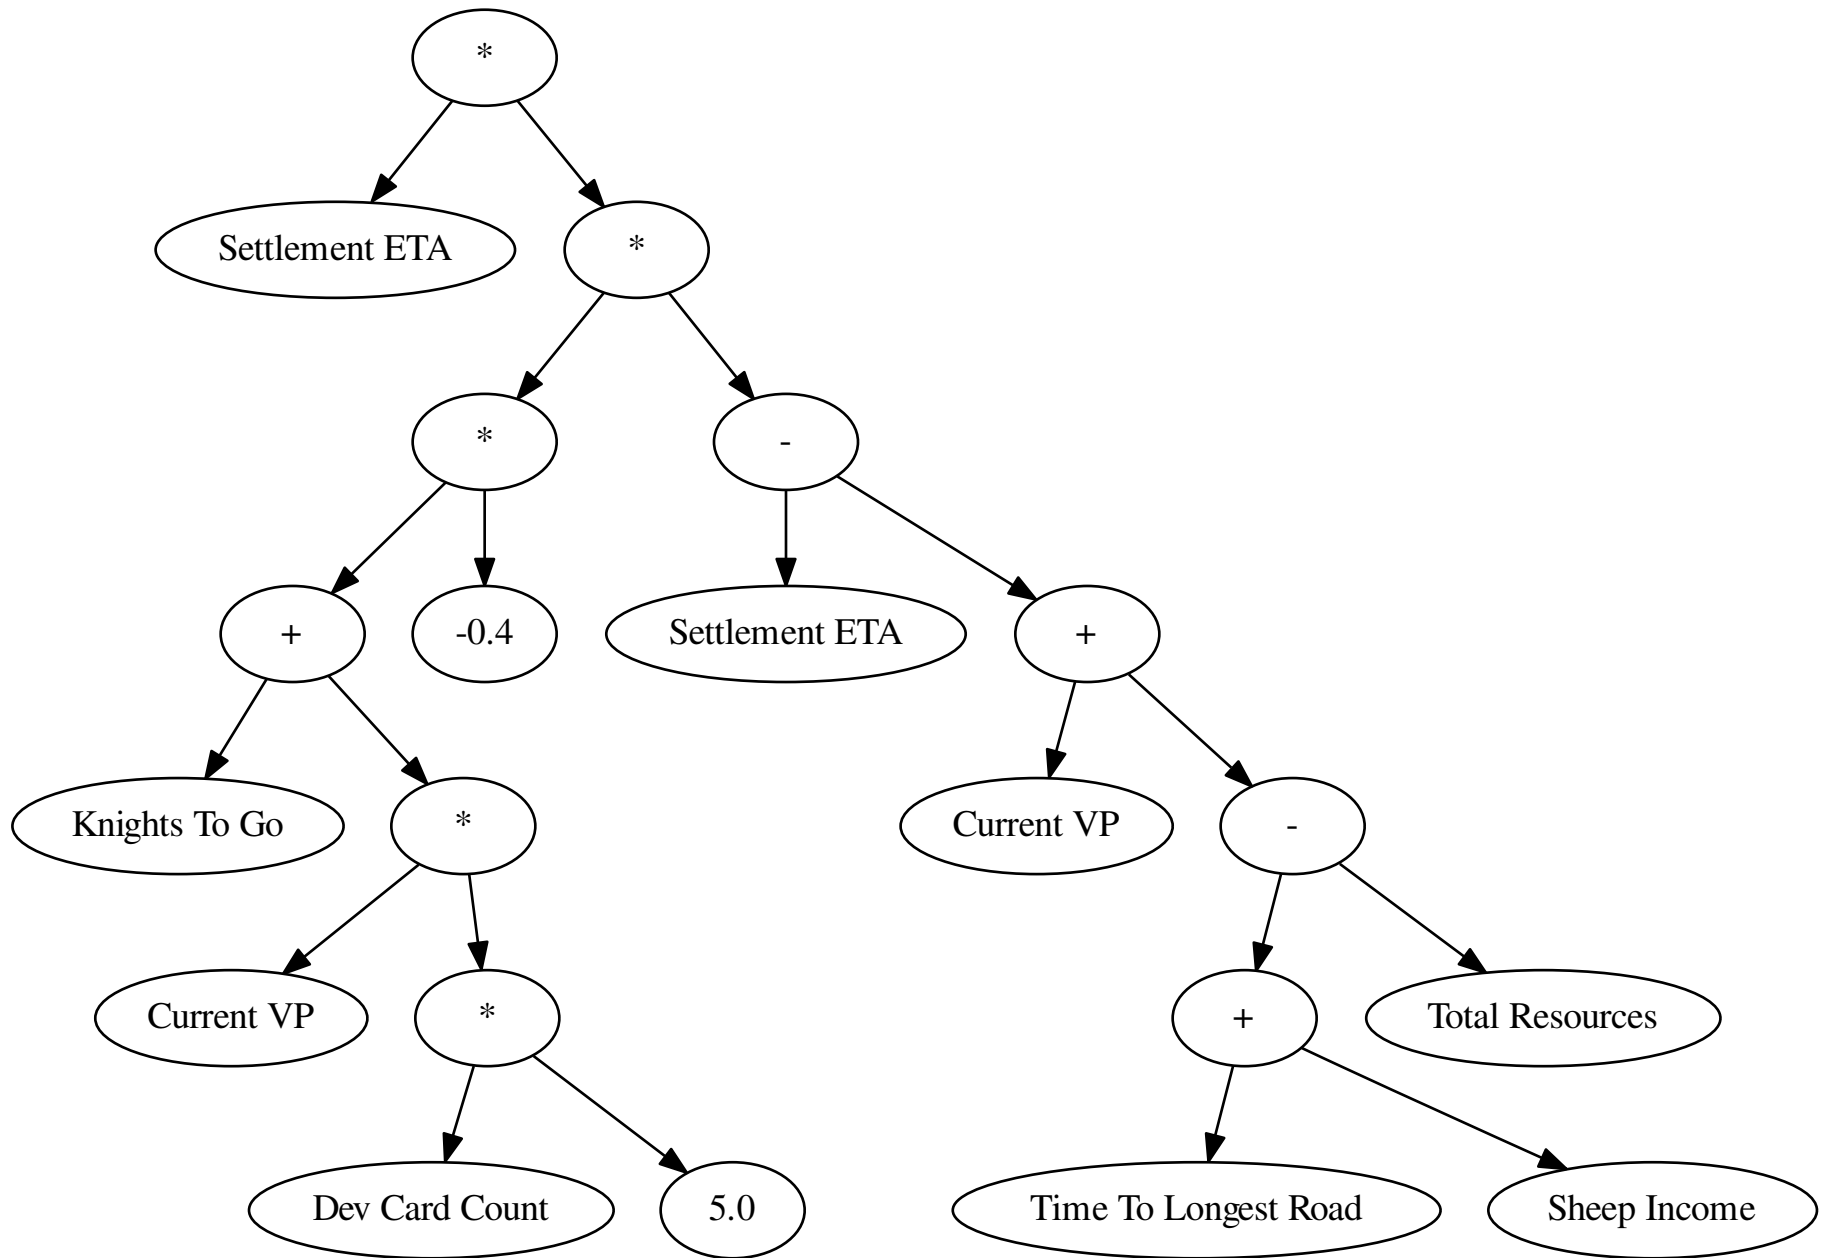 *
Settlement ETA
*
*
-
+
-0.4
Settlement ETA
+
Knights To Go
*
Current VP
-
Current VP
*
+
Total Resources
Dev Card Count
5.0
Time To Longest Road
Sheep Income